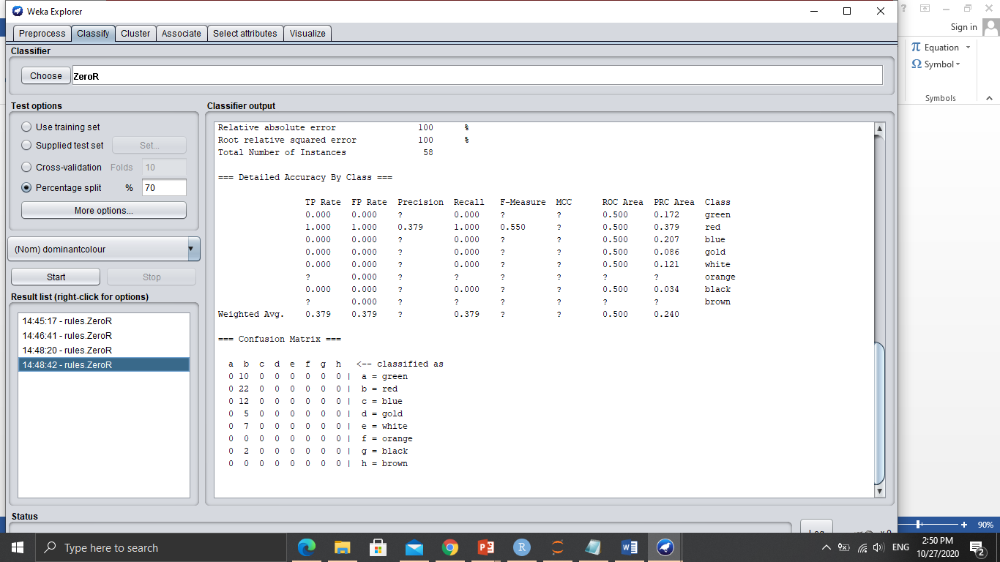 Weka Explorer
Sign in
Preprocess Classify Cluster Associate Select attributes Visualize
Classifier
Choose ZeroR
π Equation
Ω Symbol
Symbols
Test options
Use training set
Supplied test set Set...
Cross-validation Folds 10
Percentage split % 70
More options...
(Nom) dominantcolour
Start Stop
Result list (right-click for options)
14:45:17 - rules.ZeroR
14:46:41 - rules.ZeroR
14:48:20 - rules.ZeroR
14:48:42 - rules.ZeroR
Classifier output
Relative absolute error 100 %
Root relative squared error 100 %
Total Number of Instances 58
=== Detailed Accuracy By Class ===
TP Rate FP Rate Precision Recall F-Measure MCC ROC Area PRC Area Class
0.000 0.000 ? 0.000 ? ? 0.500 0.172 green
1.000 1.000 0.379 1.000 0.550 ? 0.500 0.379 red
0.000 0.000 ? 0.000 ? ? 0.500 0.207 blue
0.000 0.000 ? 0.000 ? ? 0.500 0.086 gold
0.000 0.000 ? 0.000 ? ? 0.500 0.121 white
? 0.000 ? ? ? ? ? ? orange
0.000 0.000 ? 0.000 ? ? 0.500 0.034 black
? 0.000 ? ? ? ? ? ? brown
Weighted Avg. 0.379 0.379 ? 0.379 ? ? 0.500 0.240
=== Confusion Matrix ===
a b c d e f g h <-- classified as
0 10 0 0 0 0 0 0 | a = green
0 22 0 0 0 0 0 0 | b = red
0 12 0 0 0 0 0 0 | c = blue
0 5 0 0 0 0 0 0 | d = gold
0 7 0 0 0 0 0 0 | e = white
0 0 0 0 0 0 0 0 | f = orange
0 2 0 0 0 0 0 0 | g = black
0 0 0 0 0 0 0 0 | h = brown
Status
Log
90%
Type here to search
ENG
2:50 PM
10/27/2020
2